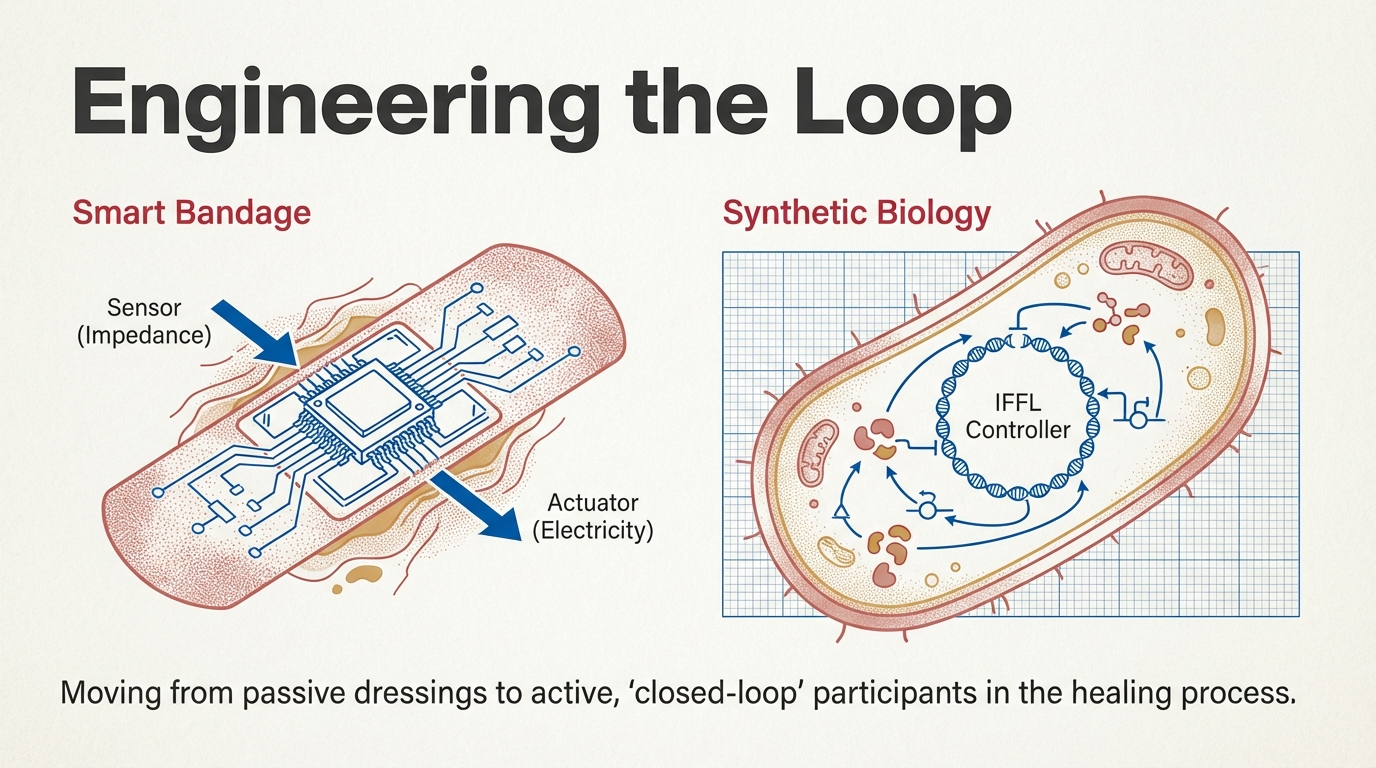 Engineering the Loop
Smart Bandage
Sensor
(Impedance)
Actuator
(Electricity)
Synthetic Biology
IFFL
Controller
Moving from passive dressings to active, ‘closed-loop’ participants in the healing process.